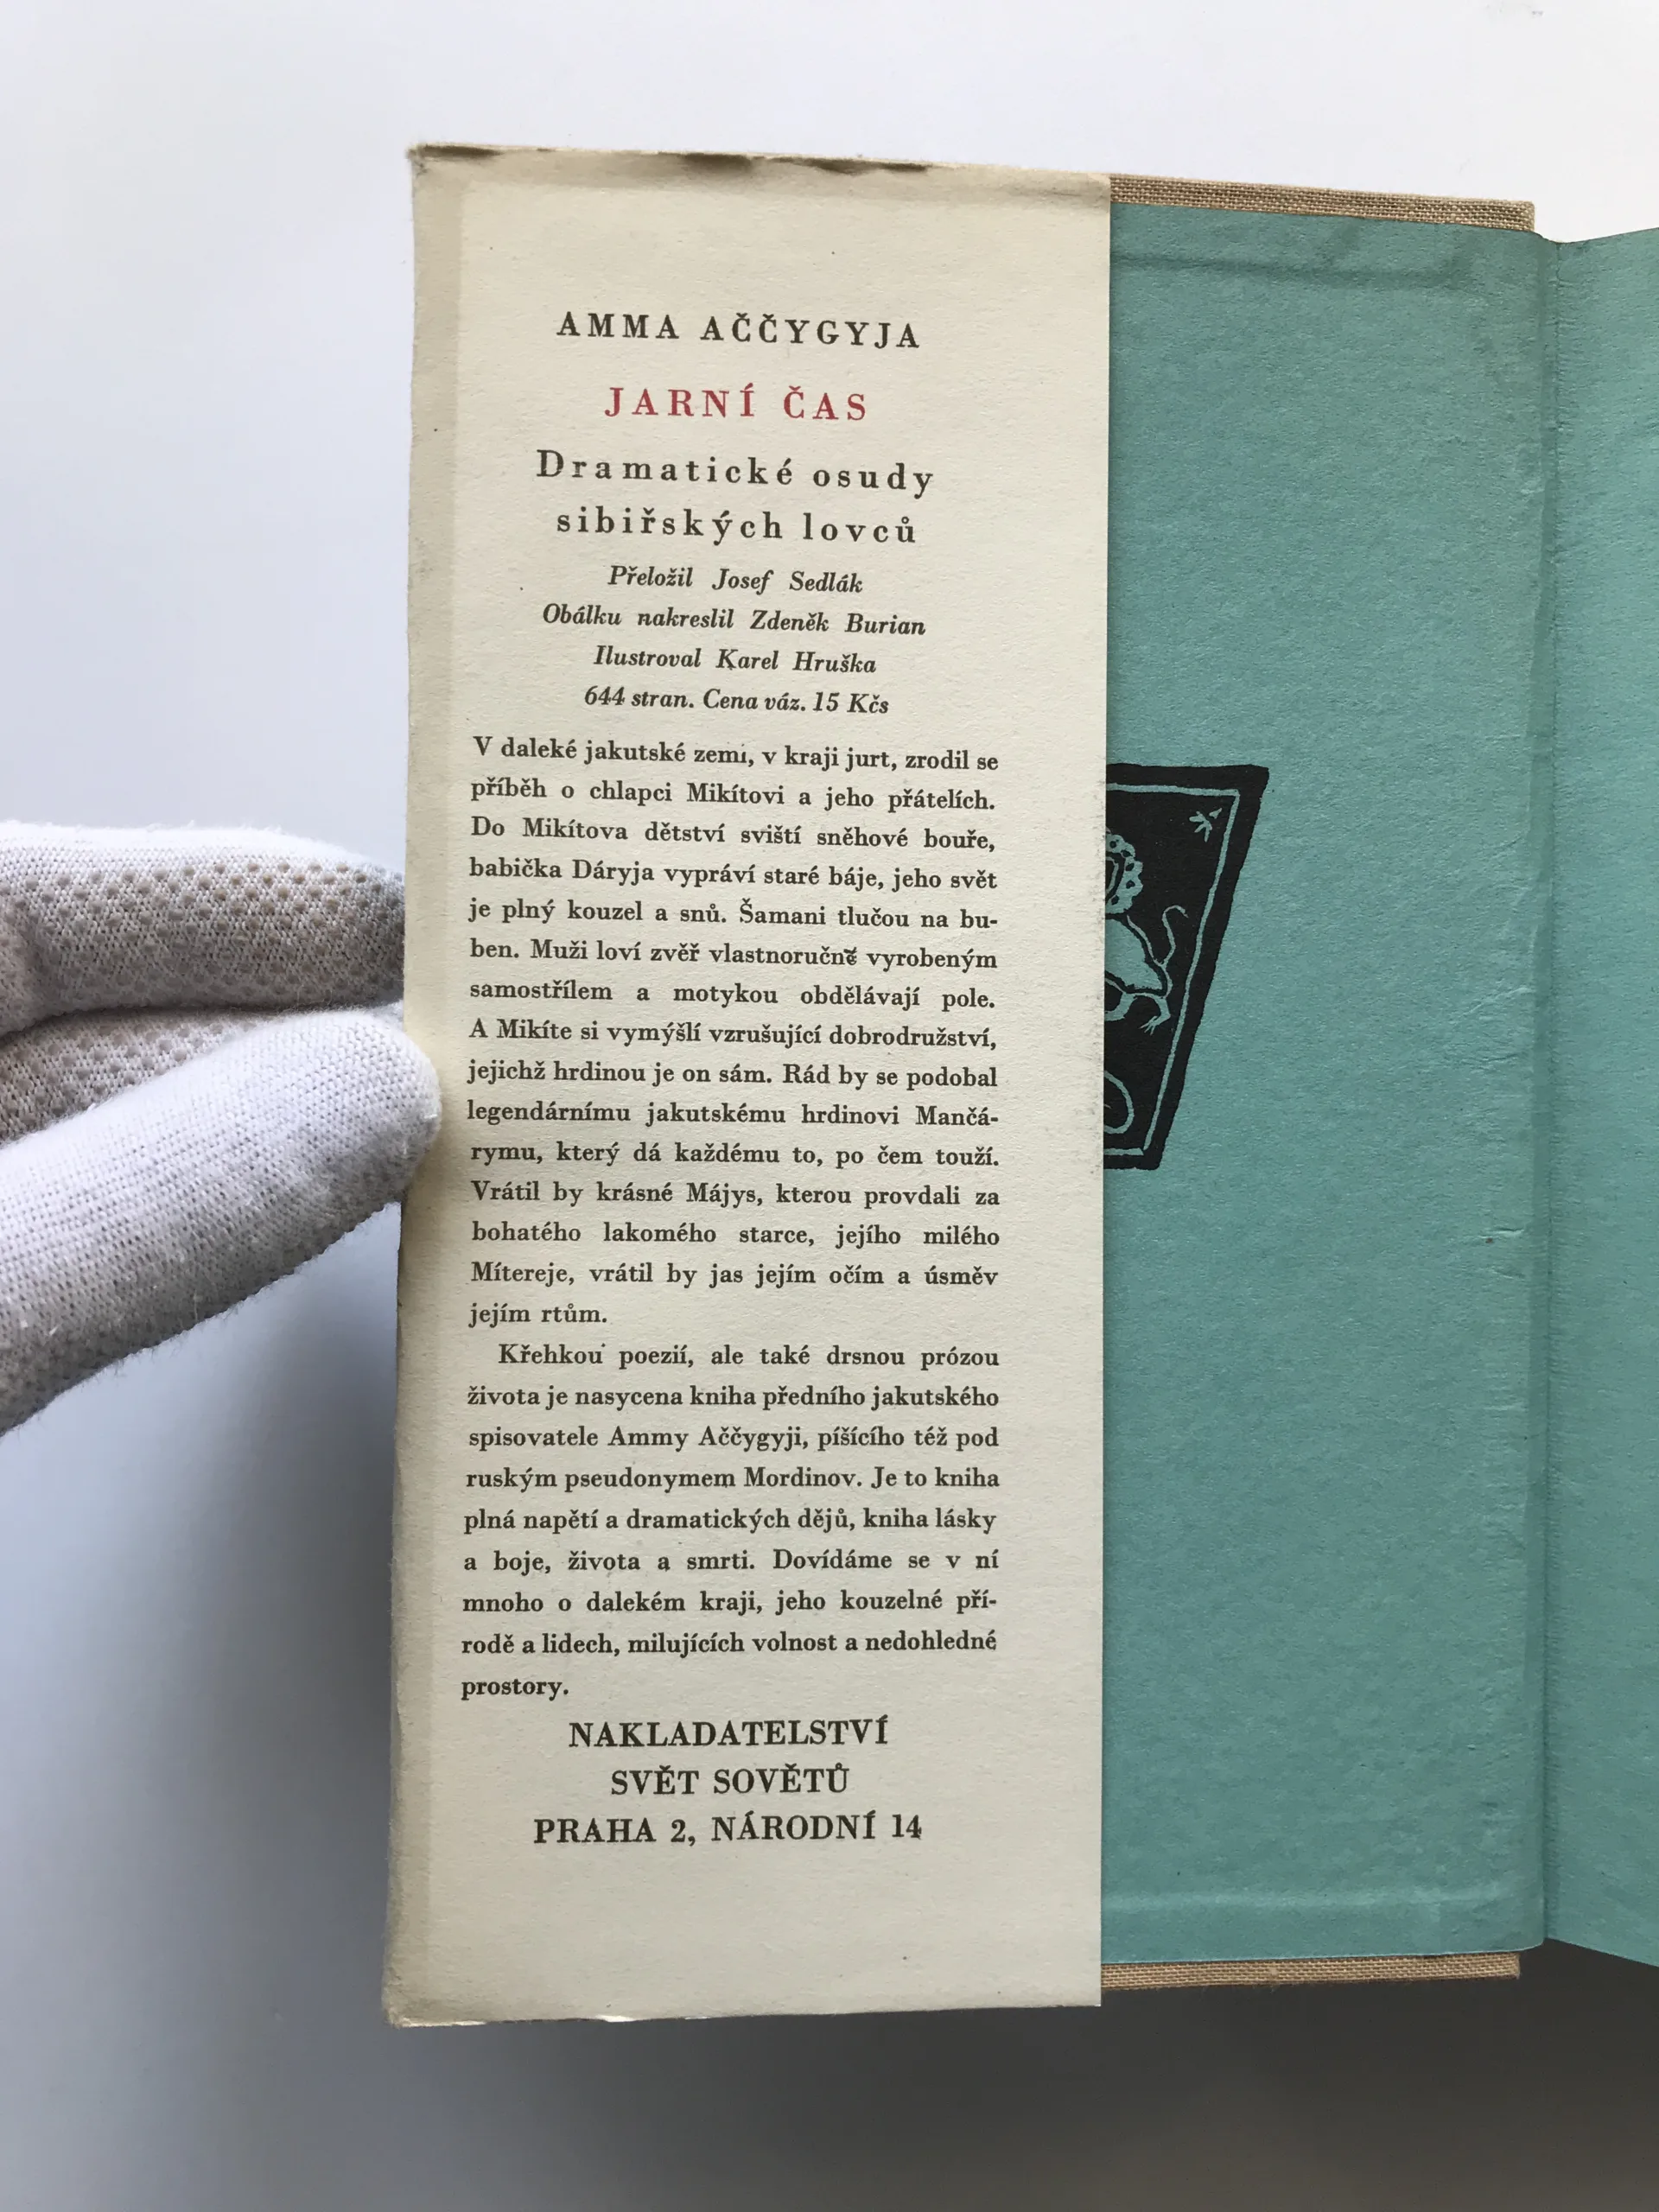 AMMA AČČYGYJA
JARNÍ ČAS
Dramatické osudy
sibiřských lovců
Přeložil Josef Sedlák
Obálku nakreslil Zdeněk Burian
Ilustroval Karel Hruška
644 stran. Cena váz. 15 Kčs
V daleké jakutské zemi, v kraji jurt, zrodil se
příběh o chlapci Mikítovi a jeho přátelích.
Do Mikítova dětství sviští sněhové bouře,
babička Dáryja vypráví staré báje, jeho svět
je plný kouzel a snů. Šamani tlučou na bu-
ben. Muži loví zvěř vlastnoručně vyrobeným
samostřílem a motykou obdělávají pole.
A Mikíte si vymýšlí vzrušující dobrodružství,
jejichž hrdinou je on sám. Rád by se podobal
legendárnímu jakutskému hrdinovi Mančá-
rymu, který dá každému to, po čem touží.
Vrátil by krásné Májys, kterou provdali za
bohatého lakomého starce, jejího milého
Mítereje, vrátil by jas jejím očím a úsměv
jejím rtům.
Křehkou poezií, ale také drsnou prózou
života je nasycena kniha předního jakutského
spisovatele Ammy Aččygyji, píšícího též pod
ruským pseudonymem Mordinov. Je to kniha
plná napětí a dramatických dějů, kniha lásky
a boje, života a smrti. Dovídáme se v ní
mnoho o dalekém kraji, jeho kouzelné pří-
rodě a lidech, milujících volnost a nedohledné
prostory.
NAKLADATELSTVÍ
SVĚT SOVĚTŮ
PRAHA 2, NÁRODNÍ 14